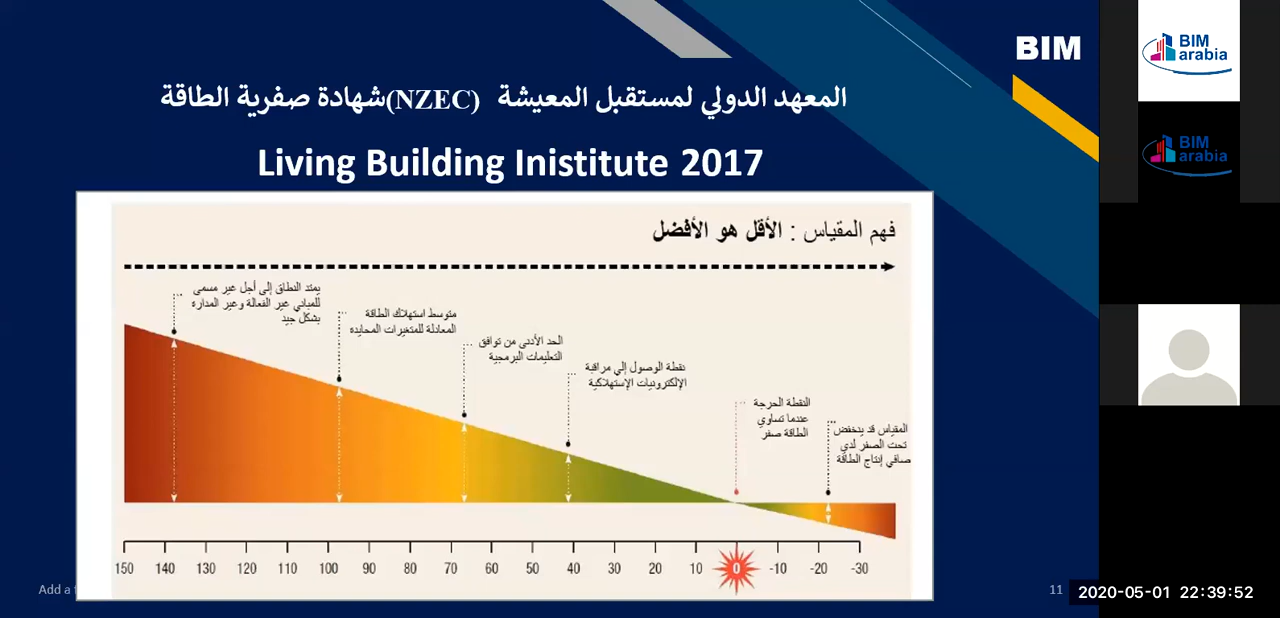 BIM
المعهد الدولي لمستقبل المعيشة (NZEC)شهادة صفرية الطاقة
Living Building Inistitute 2017
فهم المقياس : الأقل هو الأفضل
يمتد النطاق إلى أجل غير مسمى
للمباني غير الفعالة وغير المداره
بشكل جيد
متوسط استهلاك الطاقة
المعادلة للمتغيرات المحايده
الحد الأدنى من توافق
التعليمات البرمجية
نقطة الوصول إلي مراقبة
الإلكترونيات الإستهلاكية
النقطة الحرجة
عندما تساوي
الطاقة صفر
المقياس قد ينخفض
تحت الصفر لدي
صافي إنتاج الطاقة
150 140 130 120 110 100 90 80 70 60 50 40 30 20 10 0 -10 -20 -30
Add a
11
BIM
arabia
BIM
arabia
2020-05-01 22:39:52